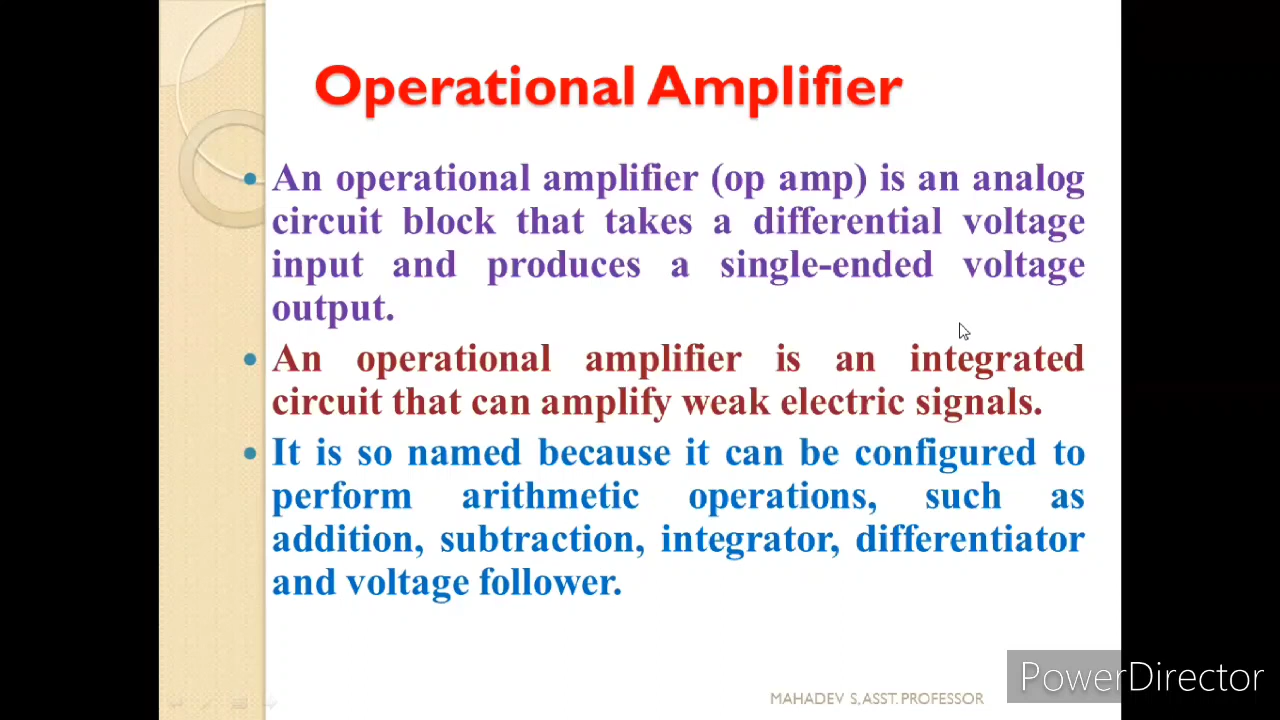 Operational Amplifier
An operational amplifier (op amp) is an analog
circuit block that takes a differential voltage
input and produces a single-ended voltage
output.
An operational amplifier is an integrated
circuit that can amplify weak electric signals.
It is so named because it can be configured to
perform arithmetic operations, such as
addition, subtraction, integrator, differentiator
and voltage follower.
MAHADEV S, ASST. PROFESSOR
PowerDirector